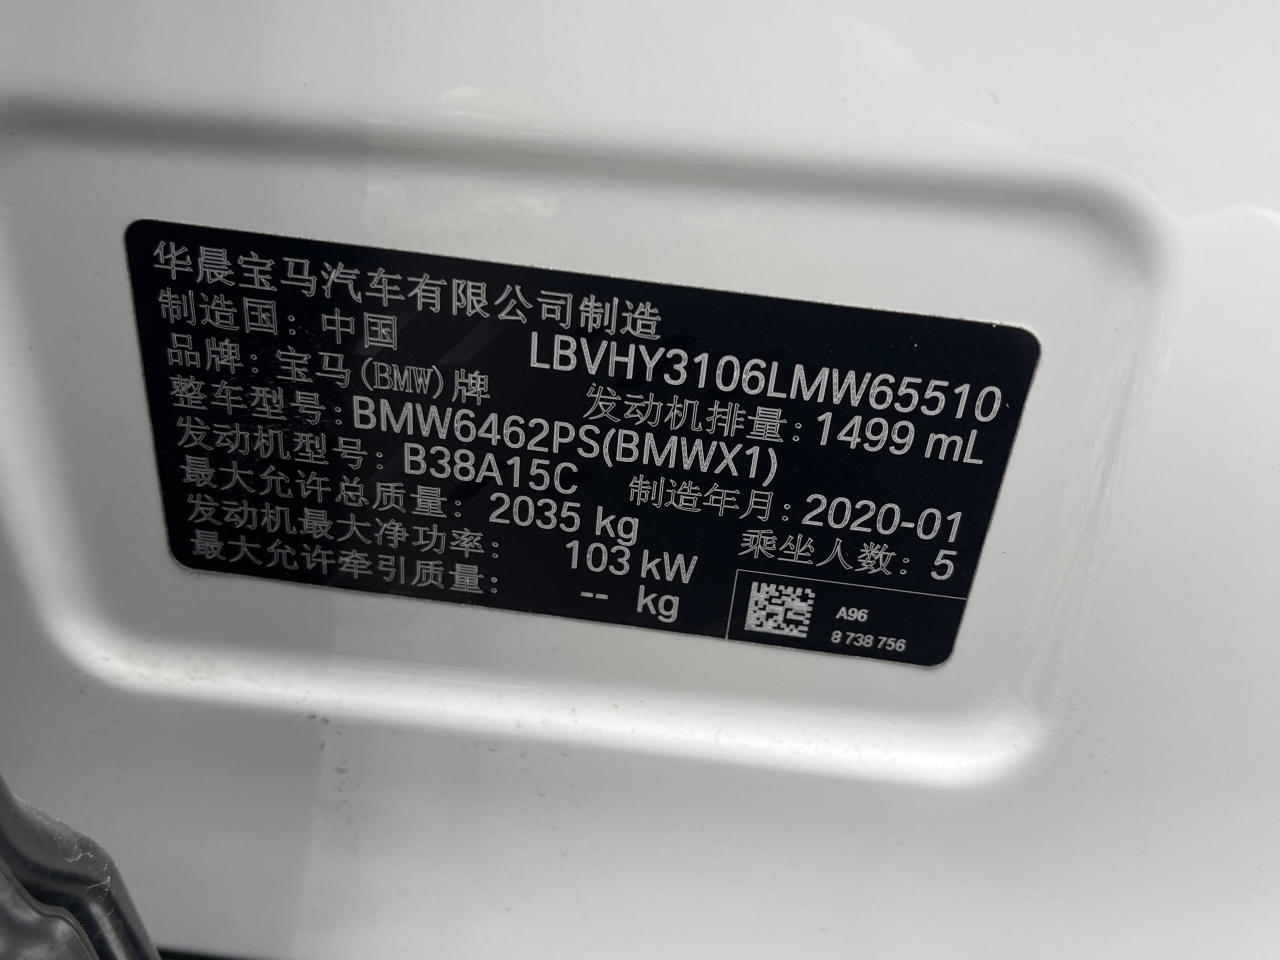 华晨宝马汽车有限公司制造
制造国：中国 LBVHY3106LMW65510
品牌：宝马(BMW)牌 发动机排量：1499 mL
整车型号：BMW6462PS(BMWX1)
发动机型号：B38A15C 制造年月：2020-01
最大允许总质量：2035 kg 乘坐人数：5
发动机最大净功率：103 kW
最大允许牵引质量：-- kg
A96
8 738 756